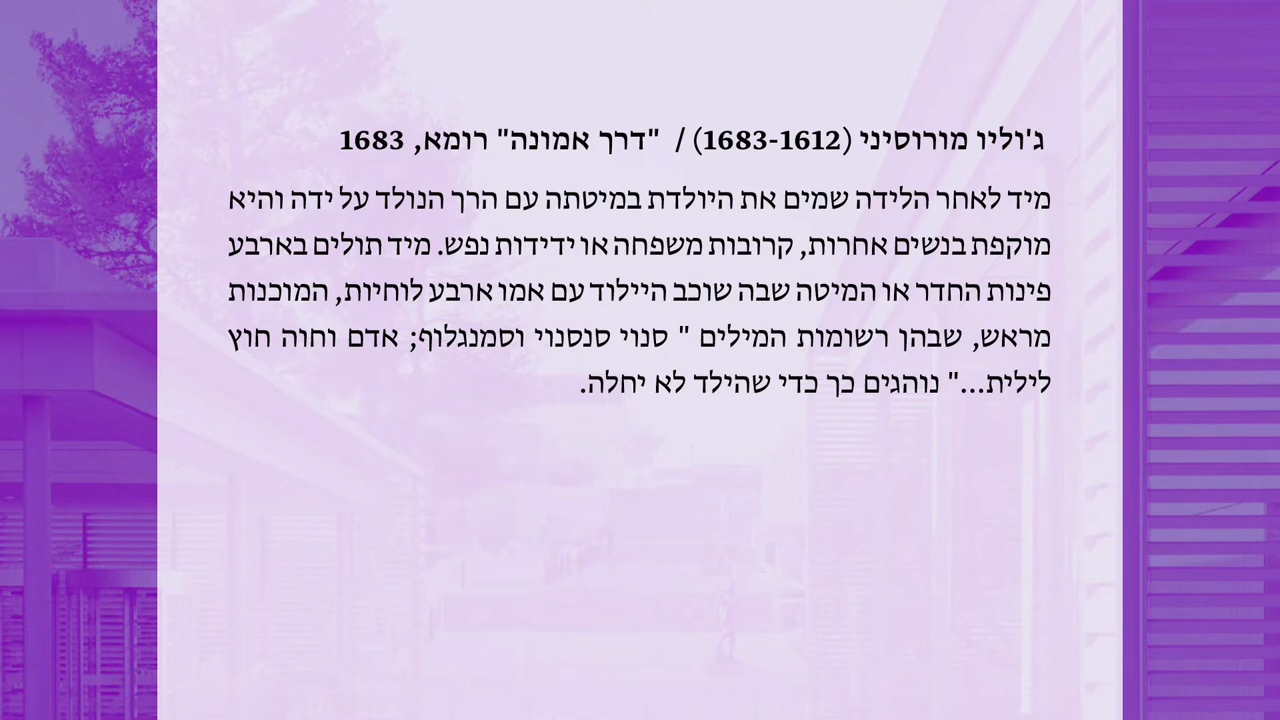 ג'וליו מורוסיני (1683-1612) / "דרך אמונה" רומא, 1683
מיד לאחר הלידה שמים את היולדת במיטתה עם הרך הנולד על ידה והיא
מוקפת בנשים אחרות, קרובות משפחה או ידידות נפש. מיד תולים בארבע
פינות החדר או המיטה שבה שוכב היילוד עם אמו ארבע לוחיות, המוכנות
מראש, שבהן רשומות המילים " סנוי סנסנוי וסמנגלוף; אדם וחוה חוץ
לילית..." נוהגים כך כדי שהילד לא יחלה.